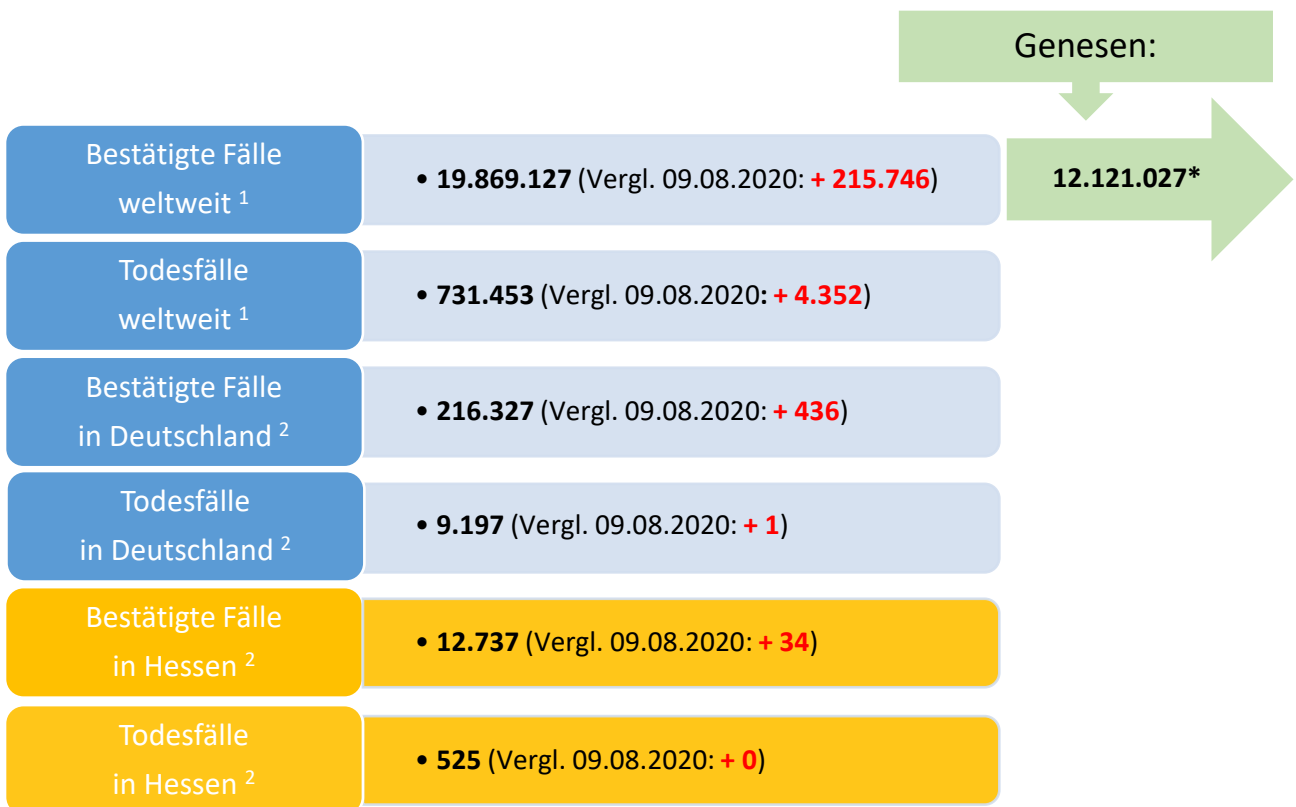 Genesen:
Bestätigte Fälle
weltweit ¹
• 19.869.127 (Vergl. 09.08.2020: + 215.746)
12.121.027*
Todesfälle
weltweit ¹
• 731.453 (Vergl. 09.08.2020: + 4.352)
Bestätigte Fälle
in Deutschland ²
• 216.327 (Vergl. 09.08.2020: + 436)
Todesfälle
in Deutschland ²
• 9.197 (Vergl. 09.08.2020: + 1)
Bestätigte Fälle
in Hessen ²
• 12.737 (Vergl. 09.08.2020: + 34)
Todesfälle
in Hessen ²
• 525 (Vergl. 09.08.2020: + 0)